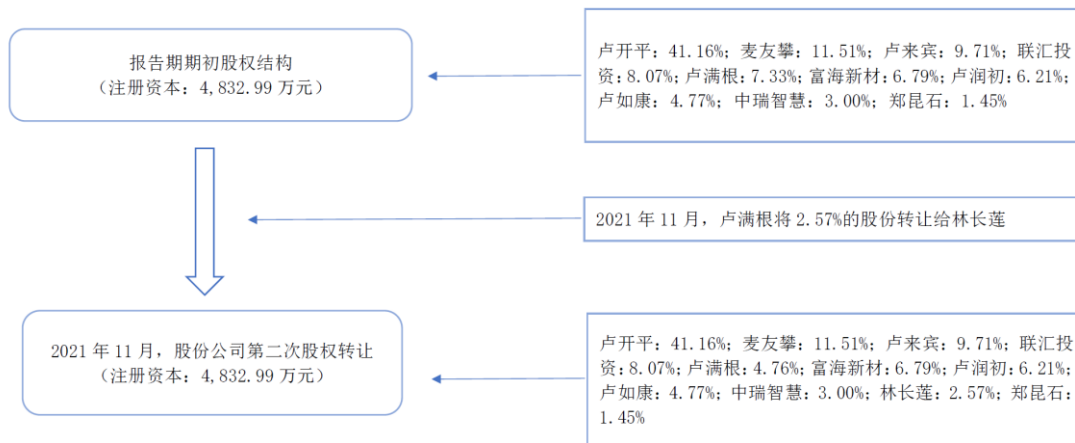 报告期期初股权结构
（注册资本：4,832.99 万元）
卢开平：41.16%；麦友攀：11.51%；卢来宾：9.71%；联汇投
资：8.07%；卢满根：7.33%；富海新材：6.79%；卢润初：6.21%；
卢如康：4.77%；中瑞智慧：3.00%；郑昆石：1.45%
2021 年 11 月，卢满根将 2.57%的股份转让给林长莲
2021 年 11 月，股份公司第二次股权转让
（注册资本：4,832.99 万元）
卢开平：41.16%；麦友攀：11.51%；卢来宾：9.71%；联汇投
资：8.07%；卢满根：4.76%；富海新材：6.79%；卢润初：6.21%；
卢如康：4.77%；中瑞智慧：3.00%；林长莲：2.57%；郑昆石：
1.45%